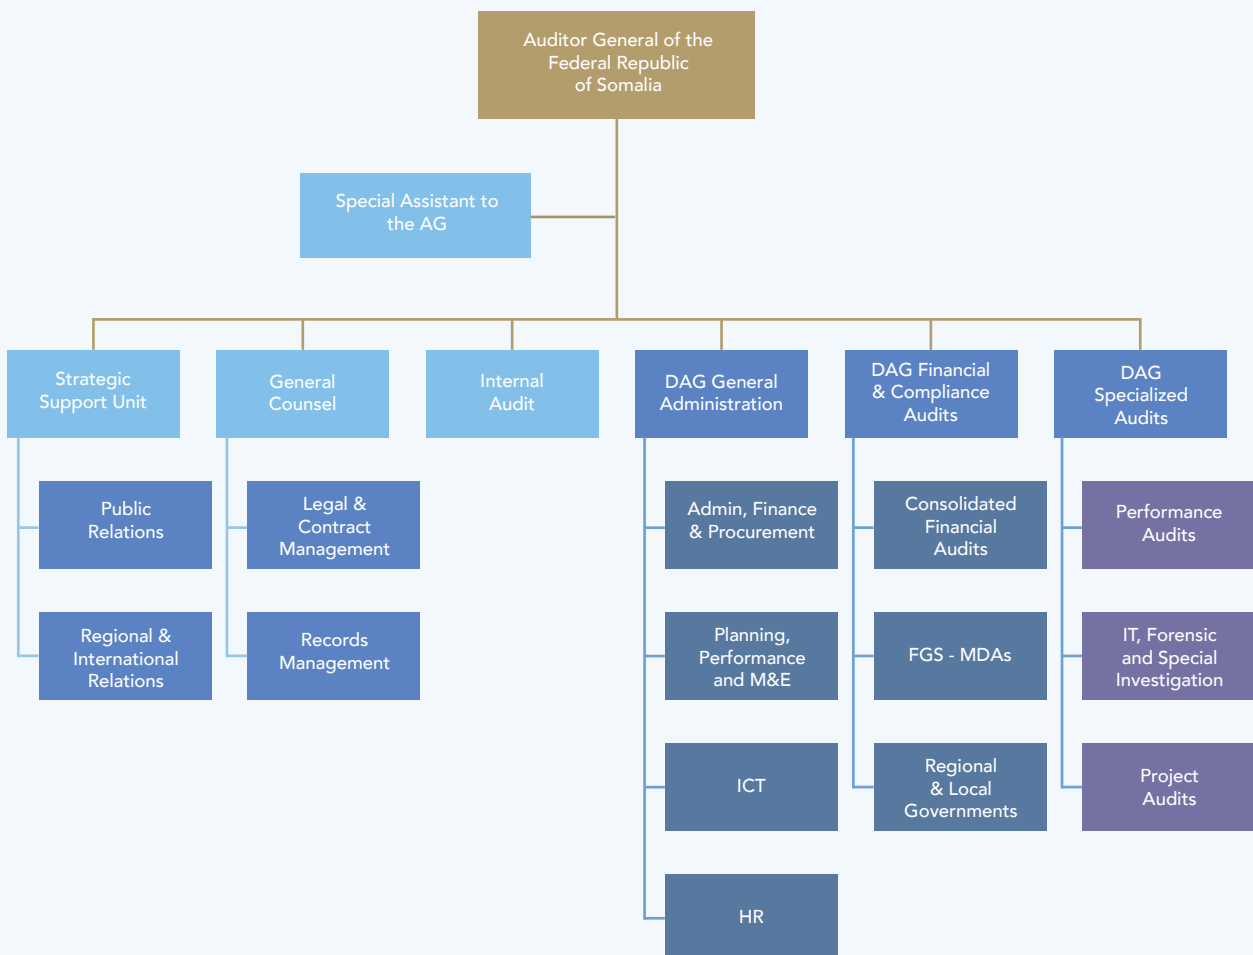 Auditor General of the
Federal Republic
of Somalia
Special Assistant to
the AG
Strategic
Support Unit
General
Counsel
Internal
Audit
DAG General
Administration
DAG Financial
& Compliance
Audits
DAG
Specialized
Audits
Public
Relations
Legal &
Contract
Management
Admin, Finance
& Procurement
Consolidated
Financial
Audits
Performance
Audits
Regional &
International
Relations
Records
Management
Planning,
Performance
and M&E
FGS - MDAs
IT, Forensic
and Special
Investigation
ICT
Regional
& Local
Governments
Project
Audits
HR